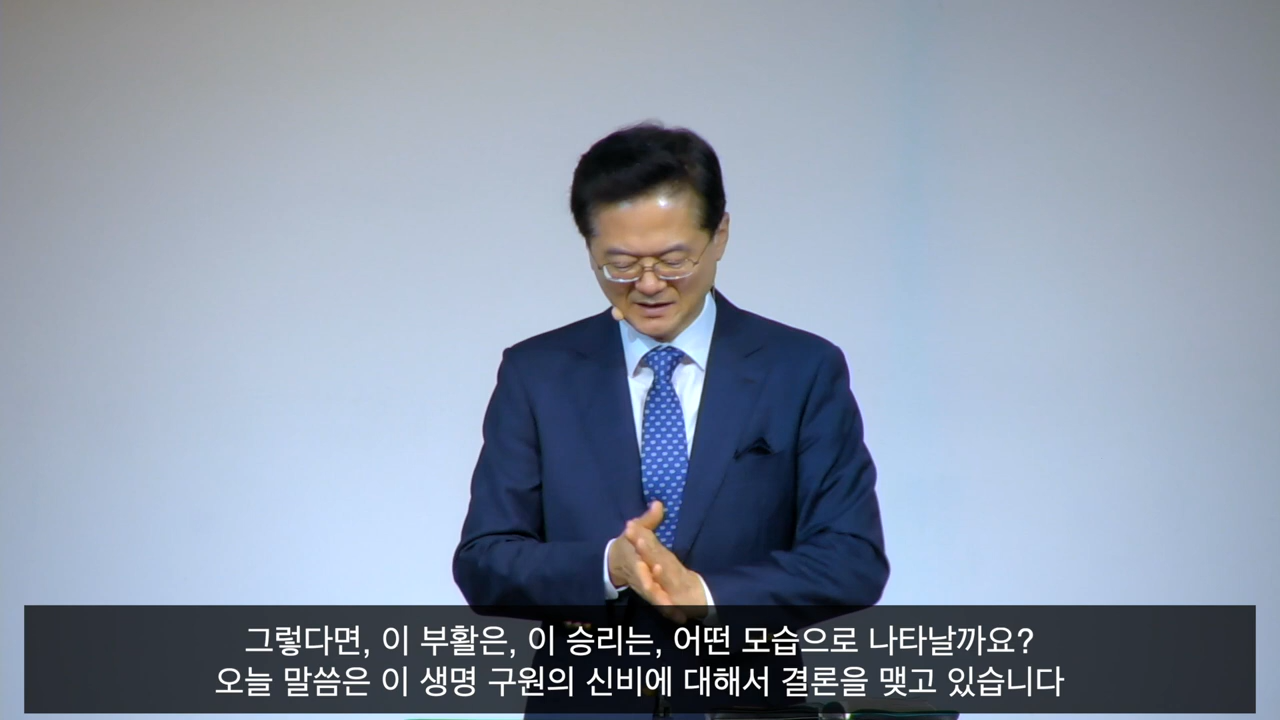 그렇다면, 이 부활은, 이 승리는, 어떤 모습으로 나타날까요?
오늘 말씀은 이 생명 구원의 신비에 대해서 결론을 맺고 있습니다